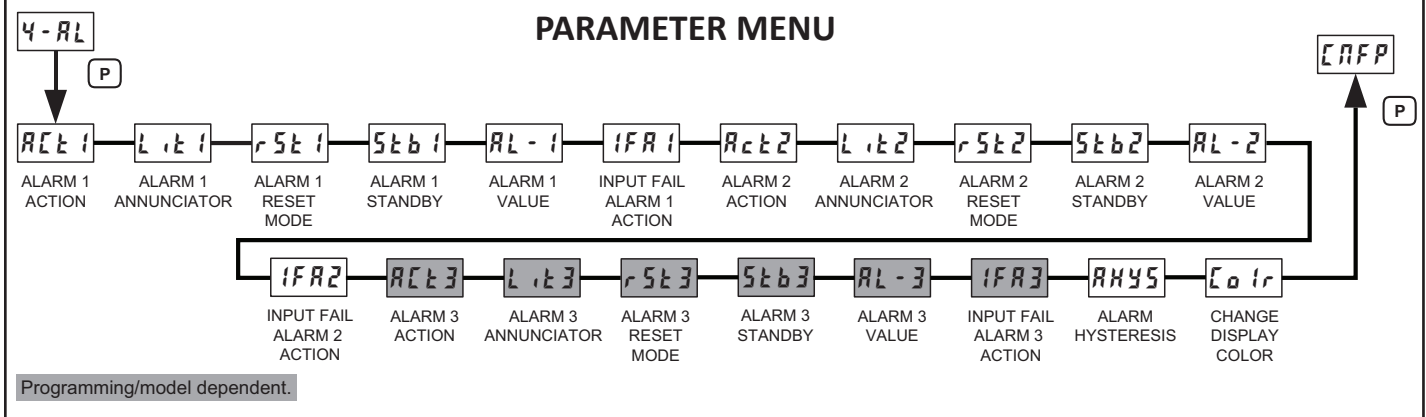 PARAMETER MENU
4-AL
P
CNFP
P
ACt1
Lit1
rSt1
Stb1
AL-1
IFA1
Act2
Lit2
rSt2
Stb2
AL-2
ALARM 1
ACTION
ALARM 1
ANNUNCIATOR
ALARM 1
RESET
MODE
ALARM 1
STANDBY
ALARM 1
VALUE
INPUT FAIL
ALARM 1
ACTION
ALARM 2
ACTION
ALARM 2
ANNUNCIATOR
ALARM 2
RESET
MODE
ALARM 2
STANDBY
ALARM 2
VALUE
IFA2
ACt3
Lit3
rSt3
Stb3
AL-3
IFA3
AHYS
Colr
INPUT FAIL
ALARM 2
ACTION
ALARM 3
ACTION
ALARM 3
ANNUNCIATOR
ALARM 3
RESET
MODE
ALARM 3
STANDBY
ALARM 3
VALUE
INPUT FAIL
ALARM 3
ACTION
ALARM
HYSTERESIS
CHANGE
DISPLAY
COLOR
Programming/model dependent.